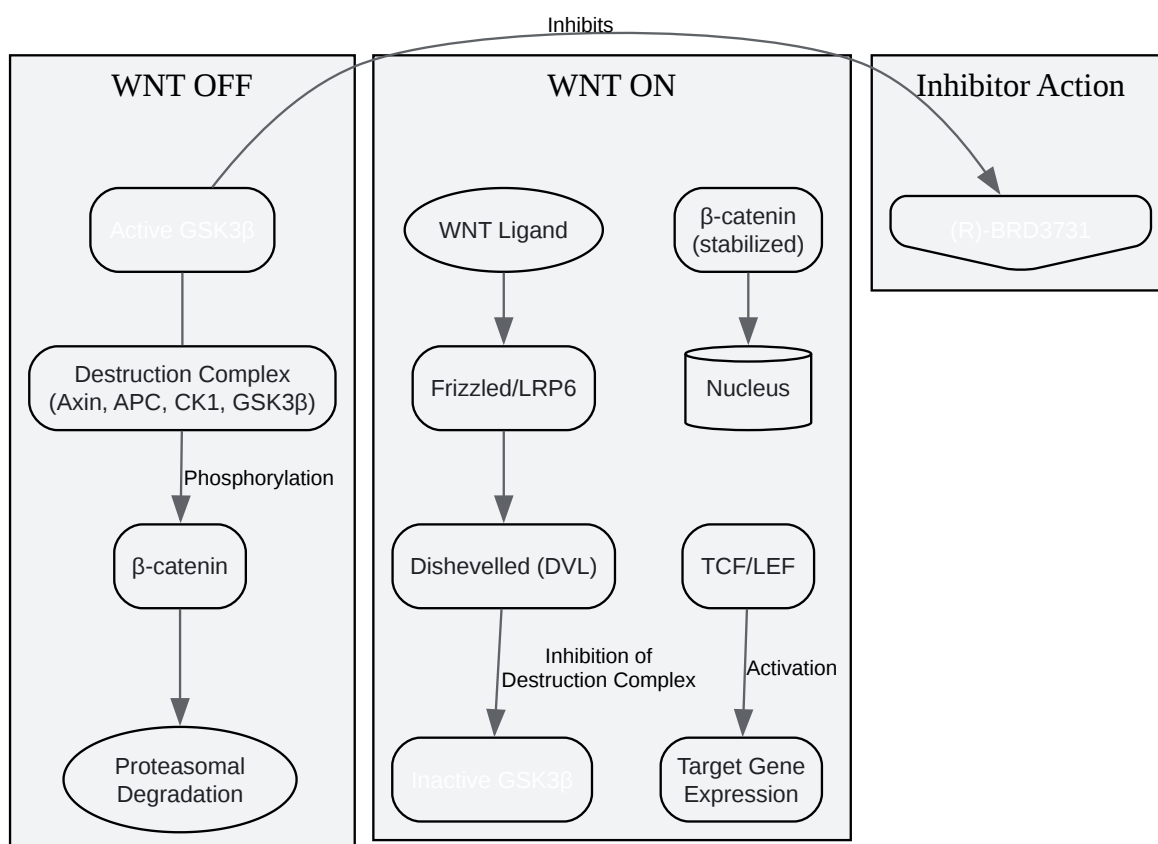 Inhibits
WNT OFF
WNT ON
Inhibitor Action
Active GSK3β
WNT Ligand
β-catenin
(stabilized)
(R)-BRD3731
Destruction Complex
(Axin, APC, CK1, GSK3β)
Frizzled/LRP6
Nucleus
Phosphorylation
β-catenin
Dishevelled (DVL)
TCF/LEF
Inhibition of
Destruction Complex
Activation
Proteasomal
Degradation
Inactive GSK3β
Target Gene
Expression